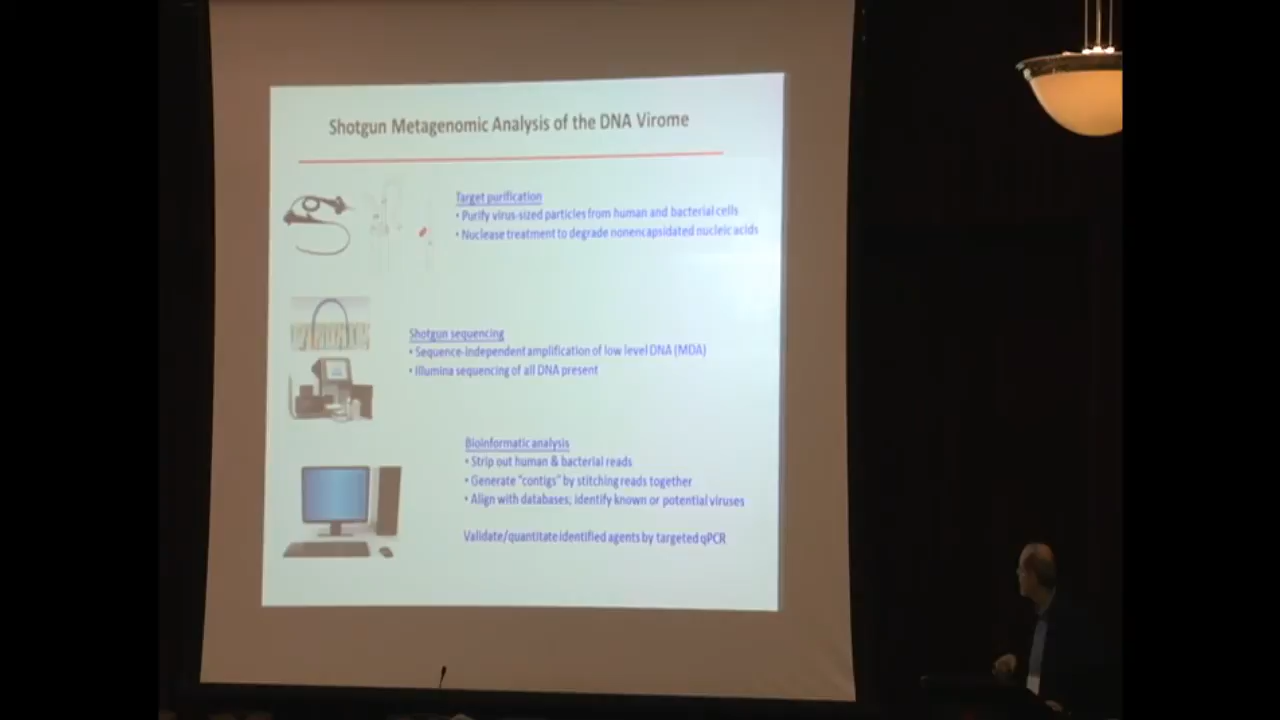 Shotgun Metagenomic Analysis of the DNA Virome
Target purification
• Purify virus-sized particles from human and bacterial cells
• Nuclease treatment to degrade nonencapsidated nucleic acids
Shotgun sequencing
• Sequence-independent amplification of low level DNA (MDA)
• Illumina sequencing of all DNA present
Bioinformatic analysis
• Strip out human & bacterial reads
• Generate "contigs" by stitching reads together
• Align with databases; identify known or potential viruses
Validate/quantitate identified agents by targeted qPCR